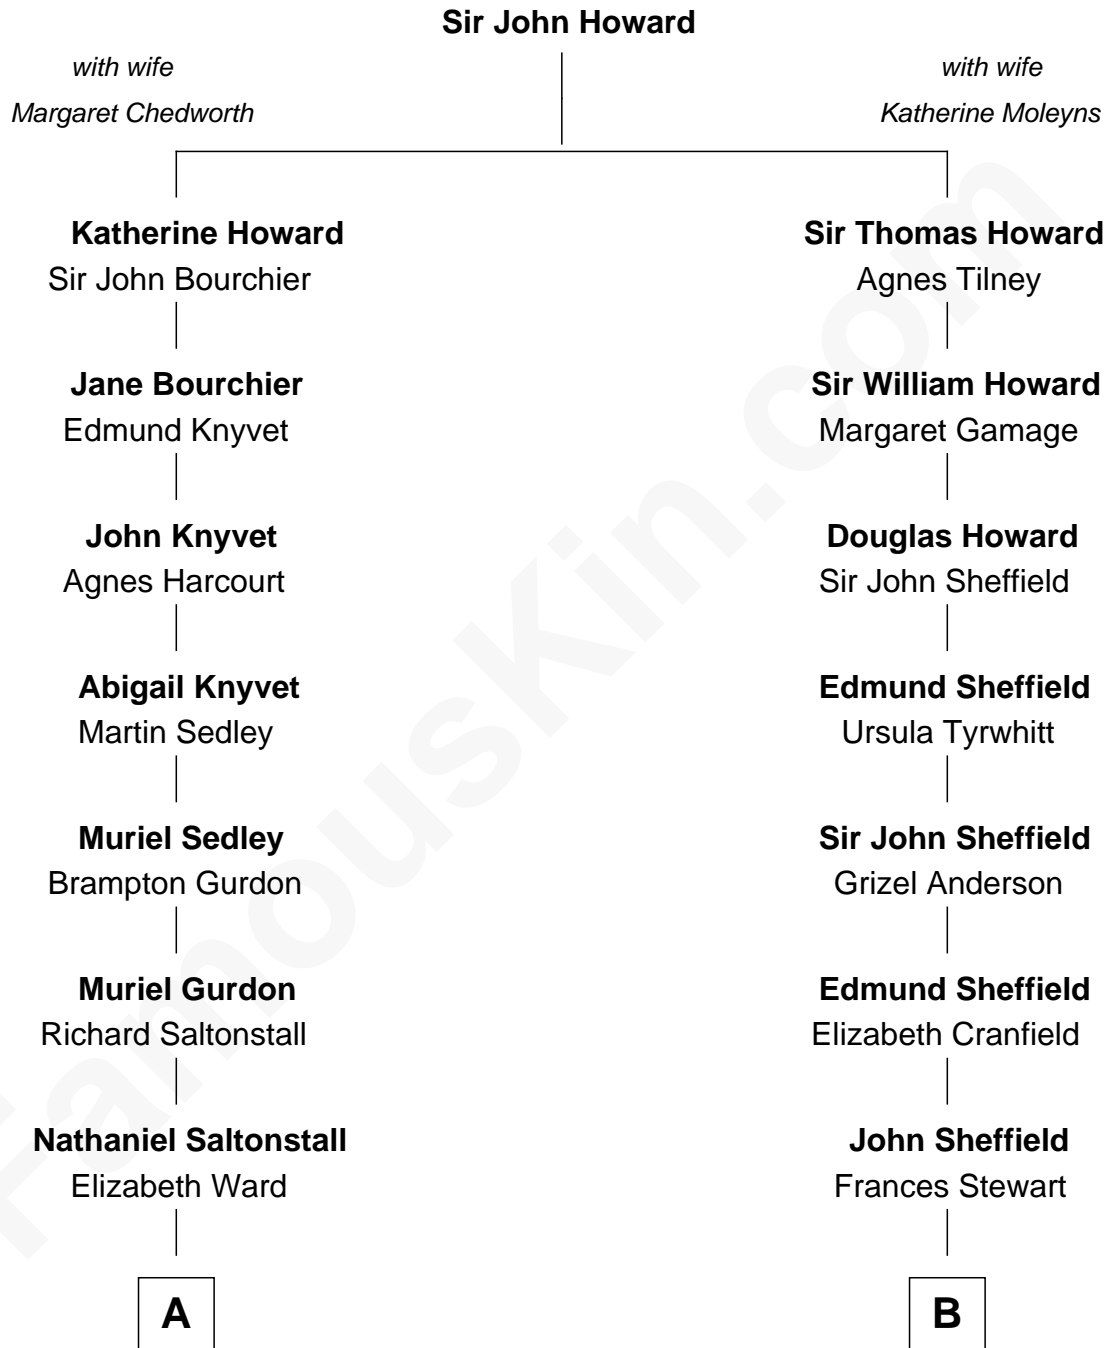 Sir John Howard
with wife
Margaret Chedworth
with wife
Katherine Moleyns
Katherine Howard
Sir John Bourchier
Sir Thomas Howard
Agnes Tilney
Jane Bourchier
Edmund Knyvet
Sir William Howard
Margaret Gamage
John Knyvet
Agnes Harcourt
Douglas Howard
Sir John Sheffield
Abigail Knyvet
Martin Sedley
Edmund Sheffield
Ursula Tyrwhitt
Muriel Sedley
Brampton Gurdon
Sir John Sheffield
Grizel Anderson
Muriel Gurdon
Richard Saltonstall
Edmund Sheffield
Elizabeth Cranfield
Nathaniel Saltonstall
Elizabeth Ward
John Sheffield
Frances Stewart
A
B
FamousKin.com